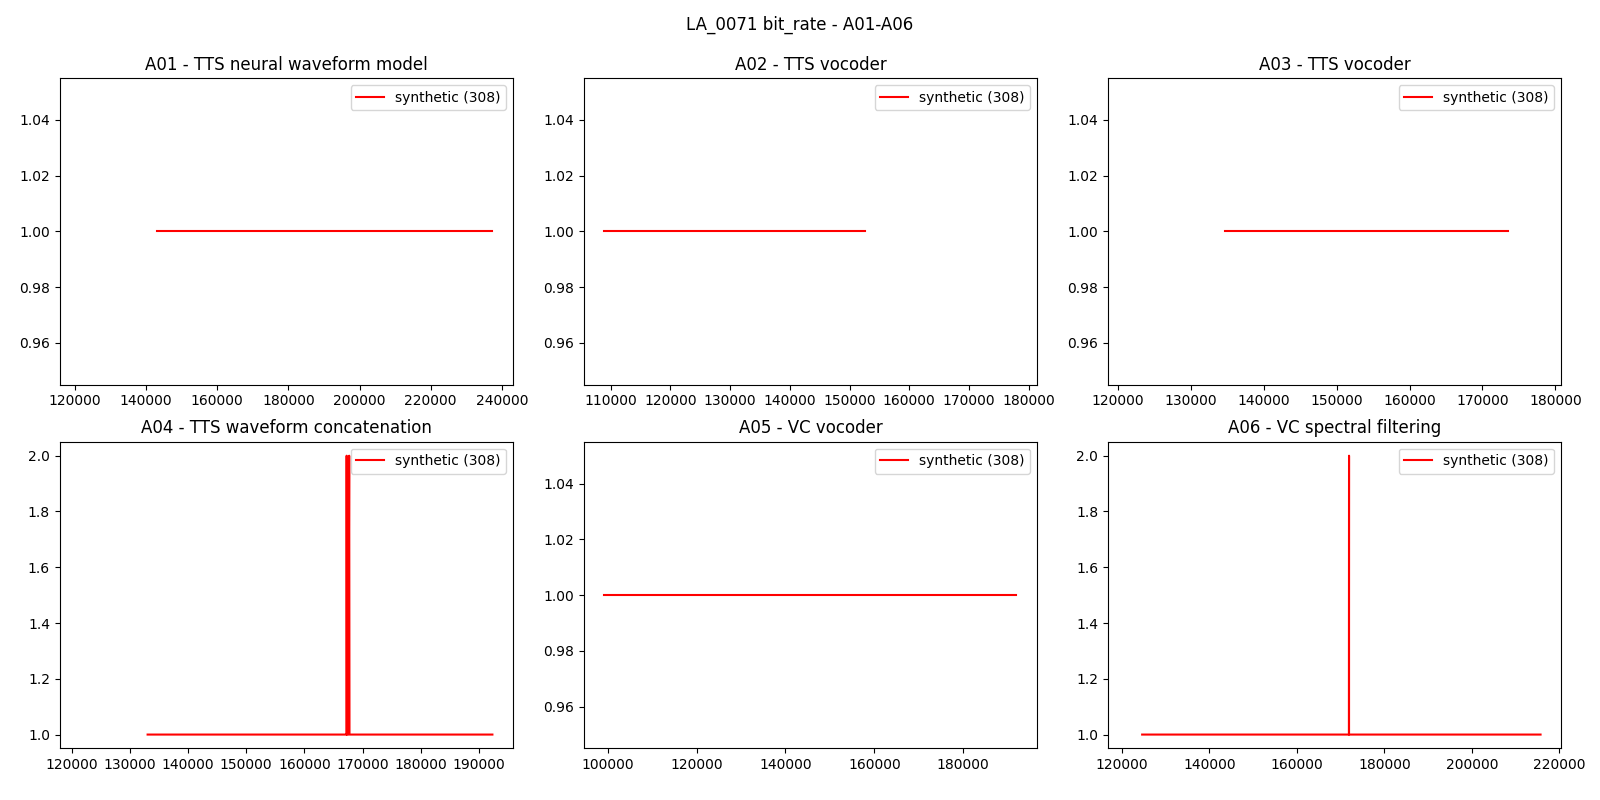 LA_0071 bit_rate - A01-A06
A01 - TTS neural waveform model
synthetic (308)
1.04
1.02
1.00
0.98
0.96
120000 140000 160000 180000 200000 220000 240000
A02 - TTS vocoder
synthetic (308)
1.04
1.02
1.00
0.98
0.96
110000 120000 130000 140000 150000 160000 170000 180000
A03 - TTS vocoder
synthetic (308)
1.04
1.02
1.00
0.98
0.96
120000 130000 140000 150000 160000 170000 180000
A04 - TTS waveform concatenation
synthetic (308)
2.0
1.8
1.6
1.4
1.2
1.0
120000 130000 140000 150000 160000 170000 180000 190000
A05 - VC vocoder
synthetic (308)
1.04
1.02
1.00
0.98
0.96
100000 120000 140000 160000 180000
A06 - VC spectral filtering
synthetic (308)
2.0
1.8
1.6
1.4
1.2
1.0
120000 140000 160000 180000 200000 220000